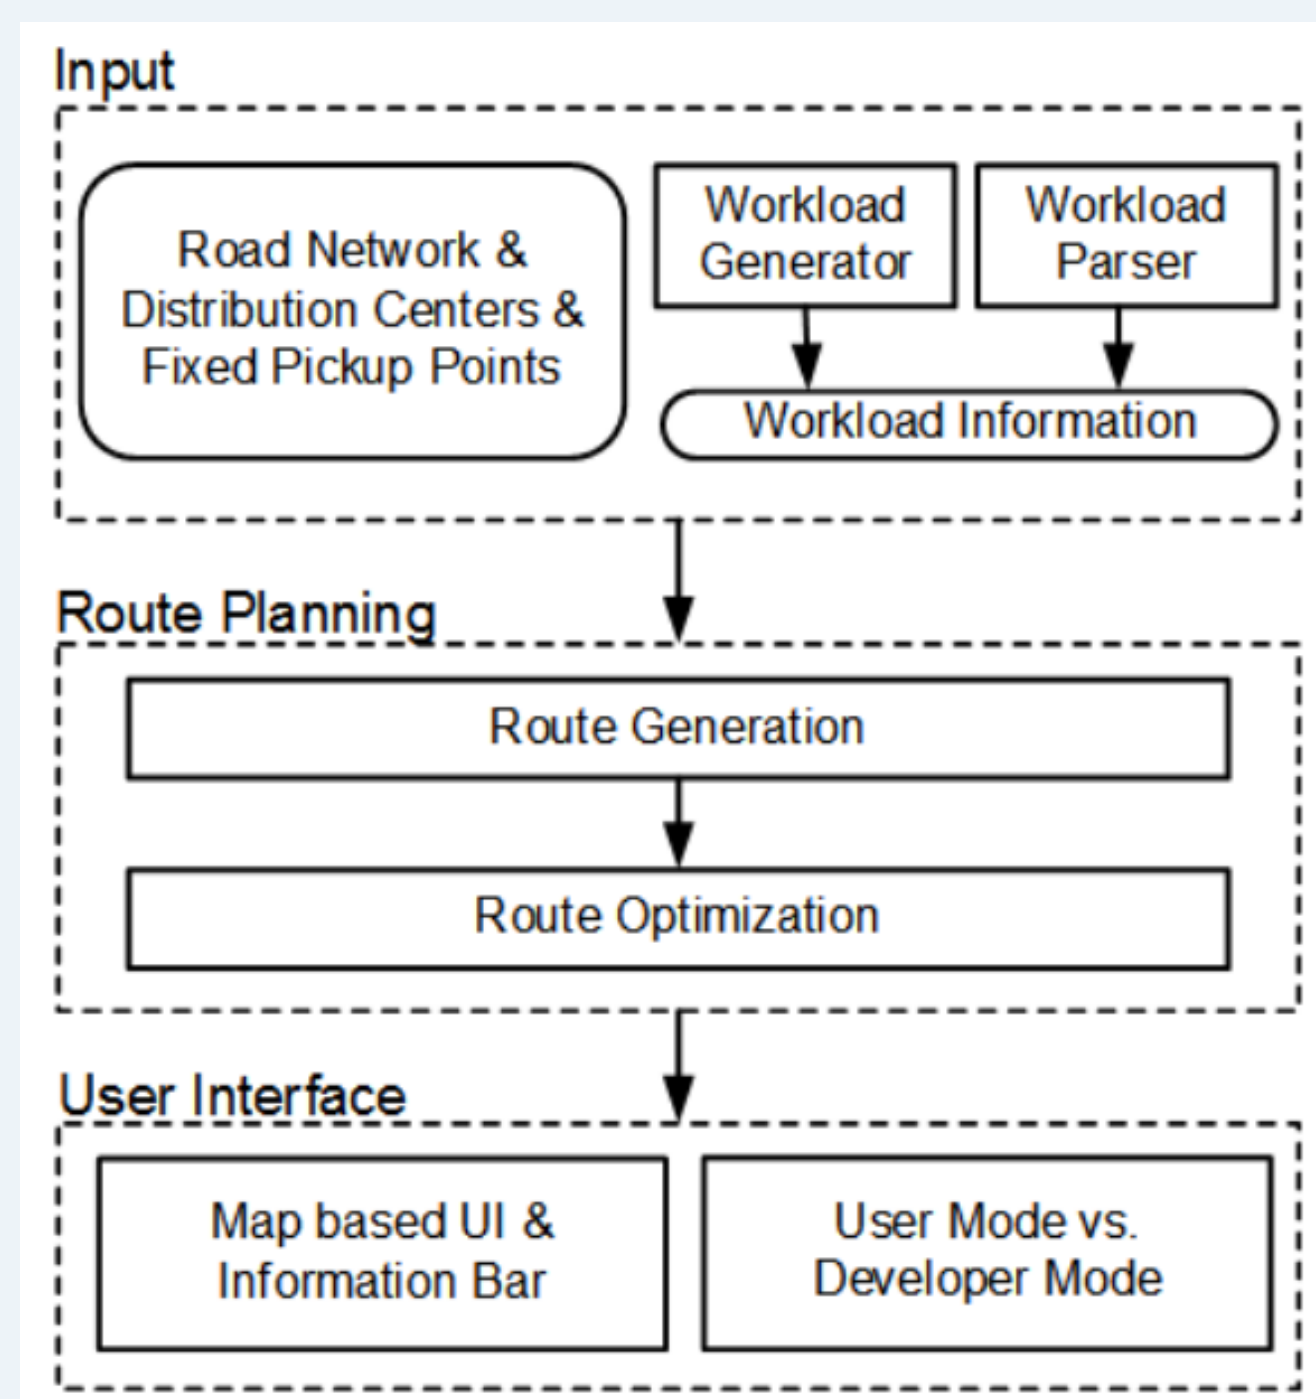 Input
Road Network &
Distribution Centers &
Fixed Pickup Points
Workload
Generator
Workload
Parser
Workload Information
Route Planning
Route Generation
Route Optimization
User Interface
Map based UI &
Information Bar
User Mode vs.
Developer Mode